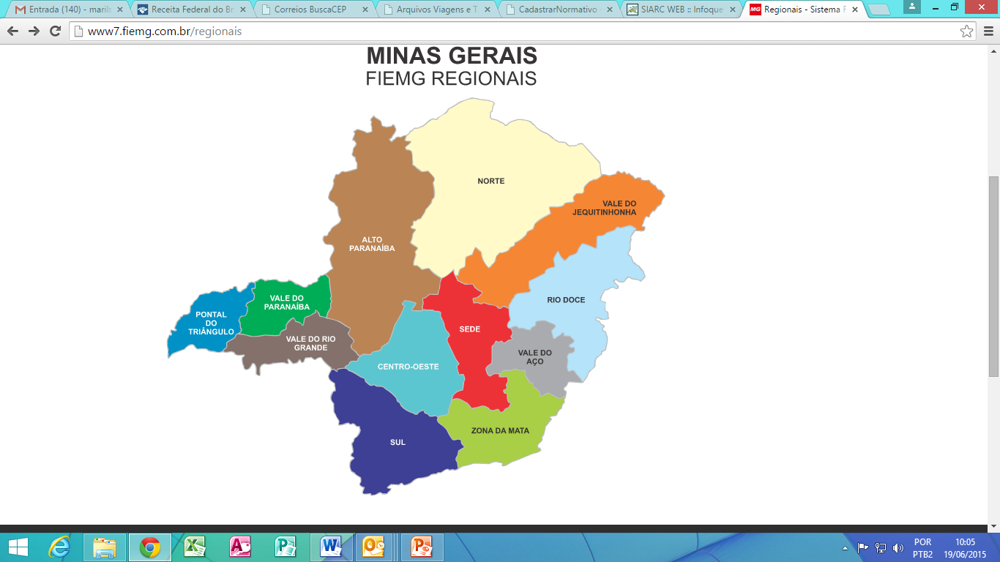 Entrada (140) - marils
Receita Federal do Br
Correios BuscaCEP
Arquivos Viagens e T
CadastrarNormativo
SIARC WEB :: Infoque
MG Regionais - Sistema F
www7.fiemg.com.br/regionais
MINAS GERAIS
FIEMG REGIONAIS
NORTE
VALE DO
JEQUITINHONHA
ALTO
PARANAÍBA
RIO DOCE
VALE DO
PARANAÍBA
PONTAL
DO
TRIÂNGULO
SEDE
VALE DO RIO
GRANDE
VALE DO
AÇO
CENTRO-OESTE
ZONA DA MATA
SUL
POR
PTB2
10:05
19/06/2015